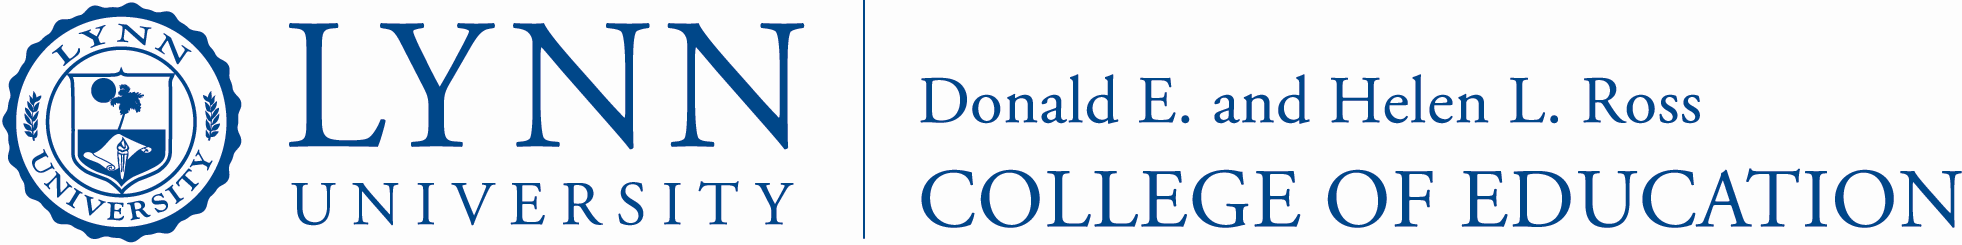 LYNN
UNIVERSITY
LYNN
UNIVERSITY
Donald E. and Helen L. Ross
COLLEGE OF EDUCATION